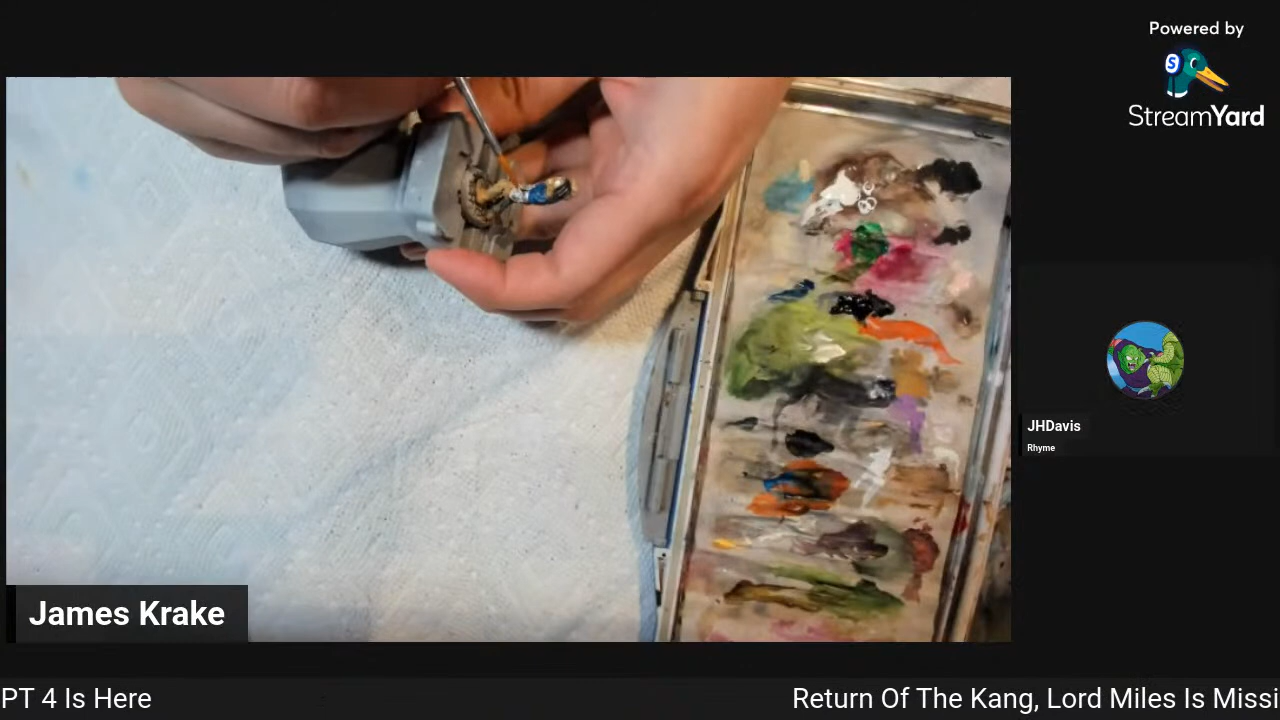 Powered by
StreamYard
JHDavis
Rhyme
James Krake
PT 4 Is Here
Return Of The Kang, Lord Miles Is Missi